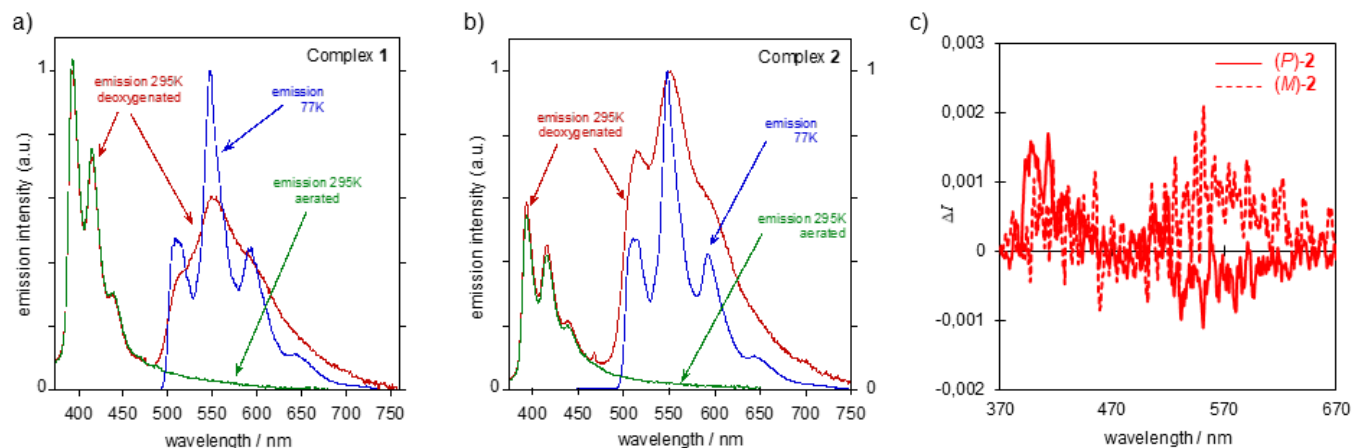 a)
Complex 1
emission 295K
deoxygenated
emission
77K
emission 295K
aerated
emission intensity (a.u.)
1
0
400 450 500 550 600 650 700 750
wavelength / nm
b)
Complex 2
emission 295K
deoxygenated
emission
77K
emission 295K
aerated
emission intensity (a.u.)
1
0
1
0
400 450 500 550 600 650 700 750
wavelength / nm
c)
(P)-2
(M)-2
ΔI
0,003
0,002
0,001
0
-0,001
-0,002
370 470 570 670
wavelength / nm